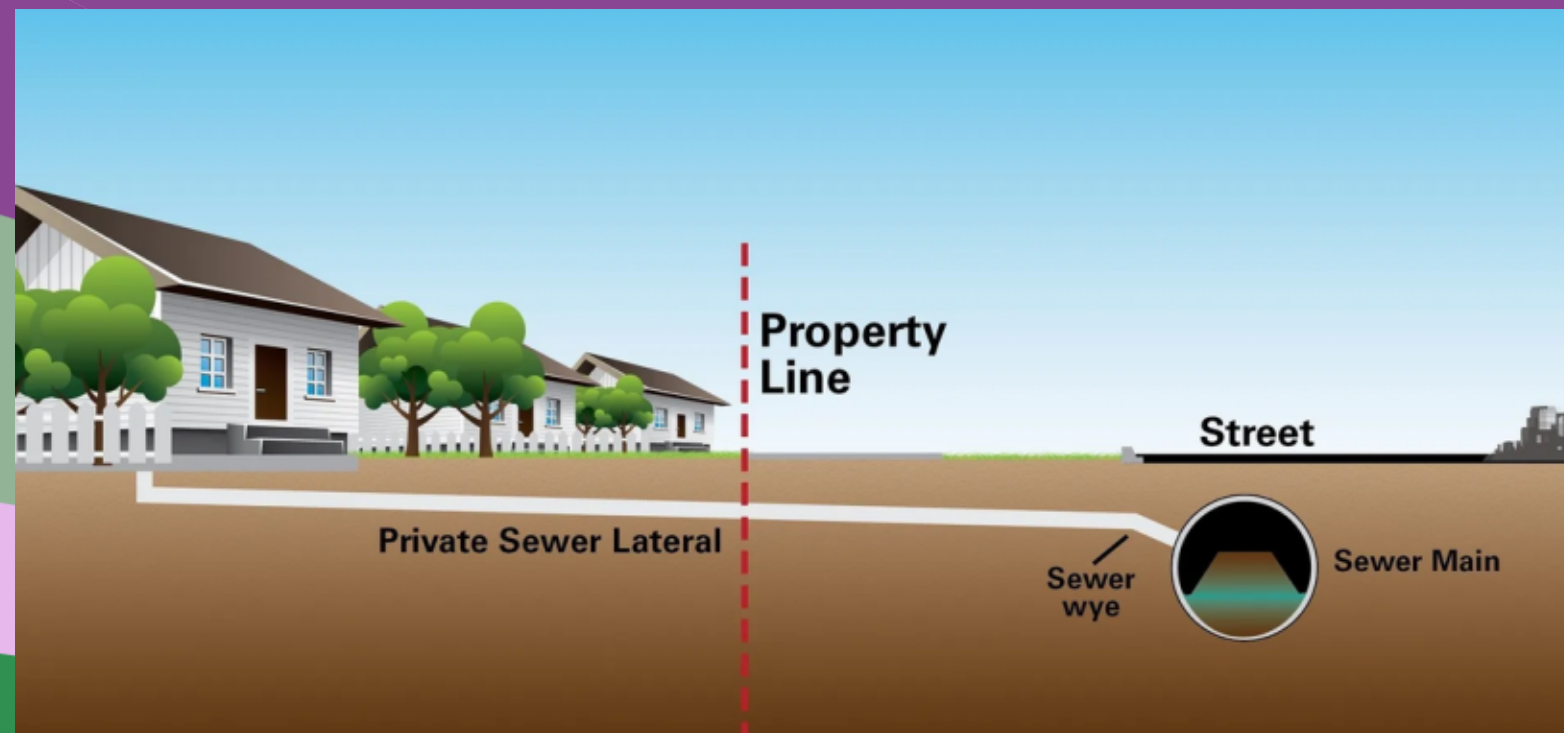 Property
Line
Street
Private Sewer Lateral
Sewer
wye
Sewer Main